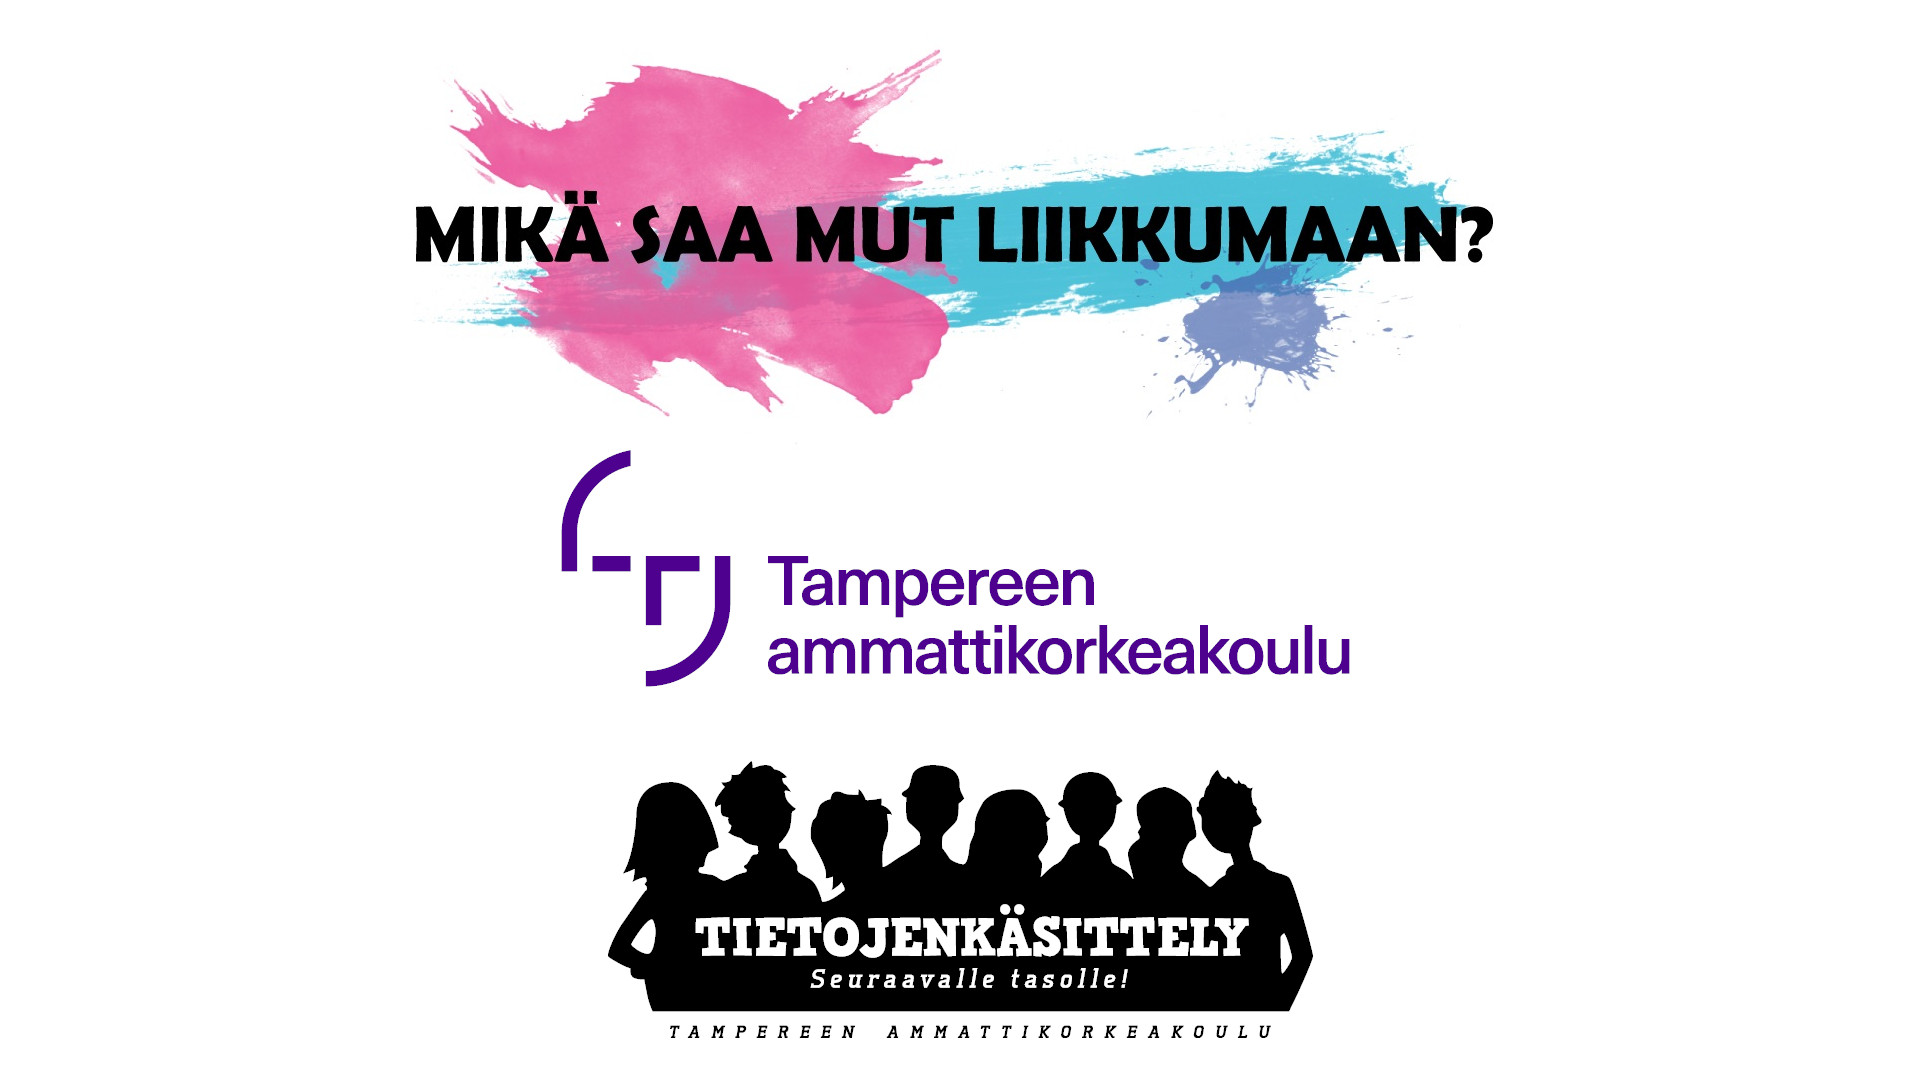 MIKÄ SAA MUT LIIKKUMAAN?
Tampereen
ammattikorkeakoulu
TIETOJENKÄSITTELY
Seuraavalle tasolle!
TAMPEREEN AMMATTIKORKEAKOULU